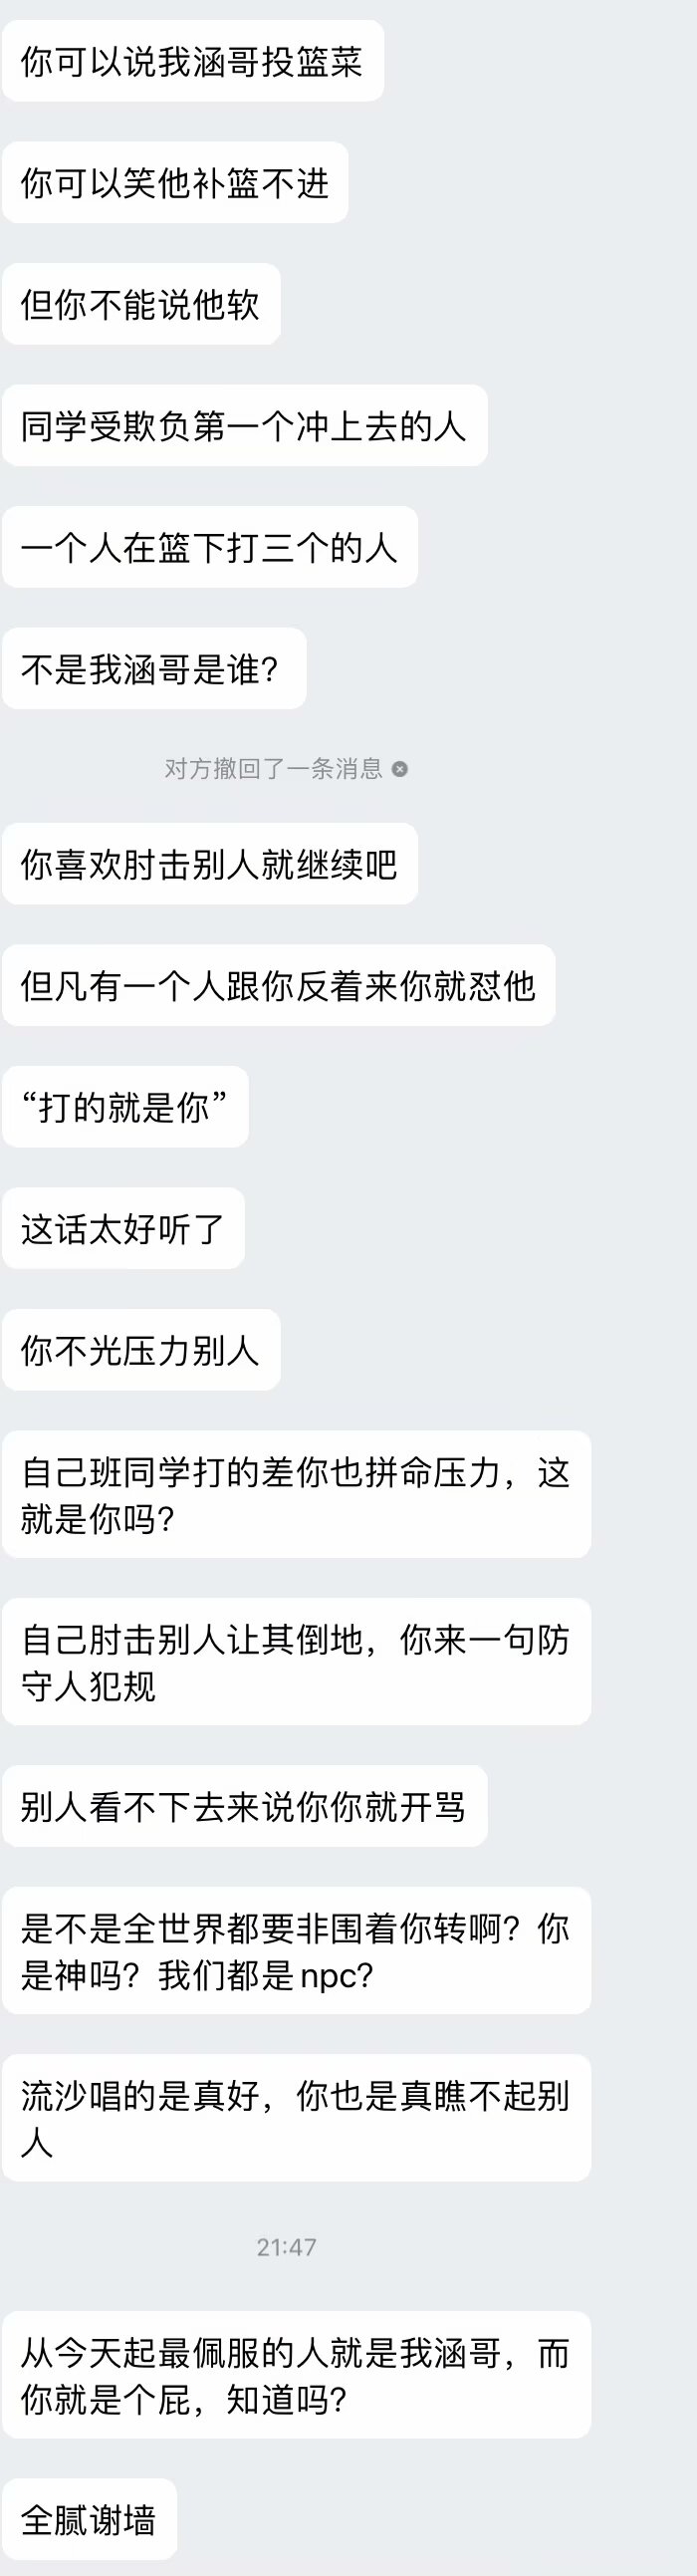 你可以说我涵哥投篮菜
你可以笑他补篮不进
但你不能说他软
同学受欺负第一个冲上去的人
一个人在篮下打三个的人
不是我涵哥是谁?
对方撤回了一条消息
你喜欢肘击别人就继续吧
但凡有一个人跟你反着来你就怼他
“打的就是你”
这话太好听了
你不光压力别人
自己班同学打的差你也拼命压力，这
就是你吗?
自己肘击别人让其倒地，你来一句防
守人犯规
别人看不下去来说你你就开骂
是不是全世界都要非围着你转啊？你
是神吗？我们都是npc?
流沙唱的是真好，你也是真瞧不起别
人
21:47
从今天起最佩服的人就是我涵哥，而
你就是个屁，知道吗?
全腻谢墙